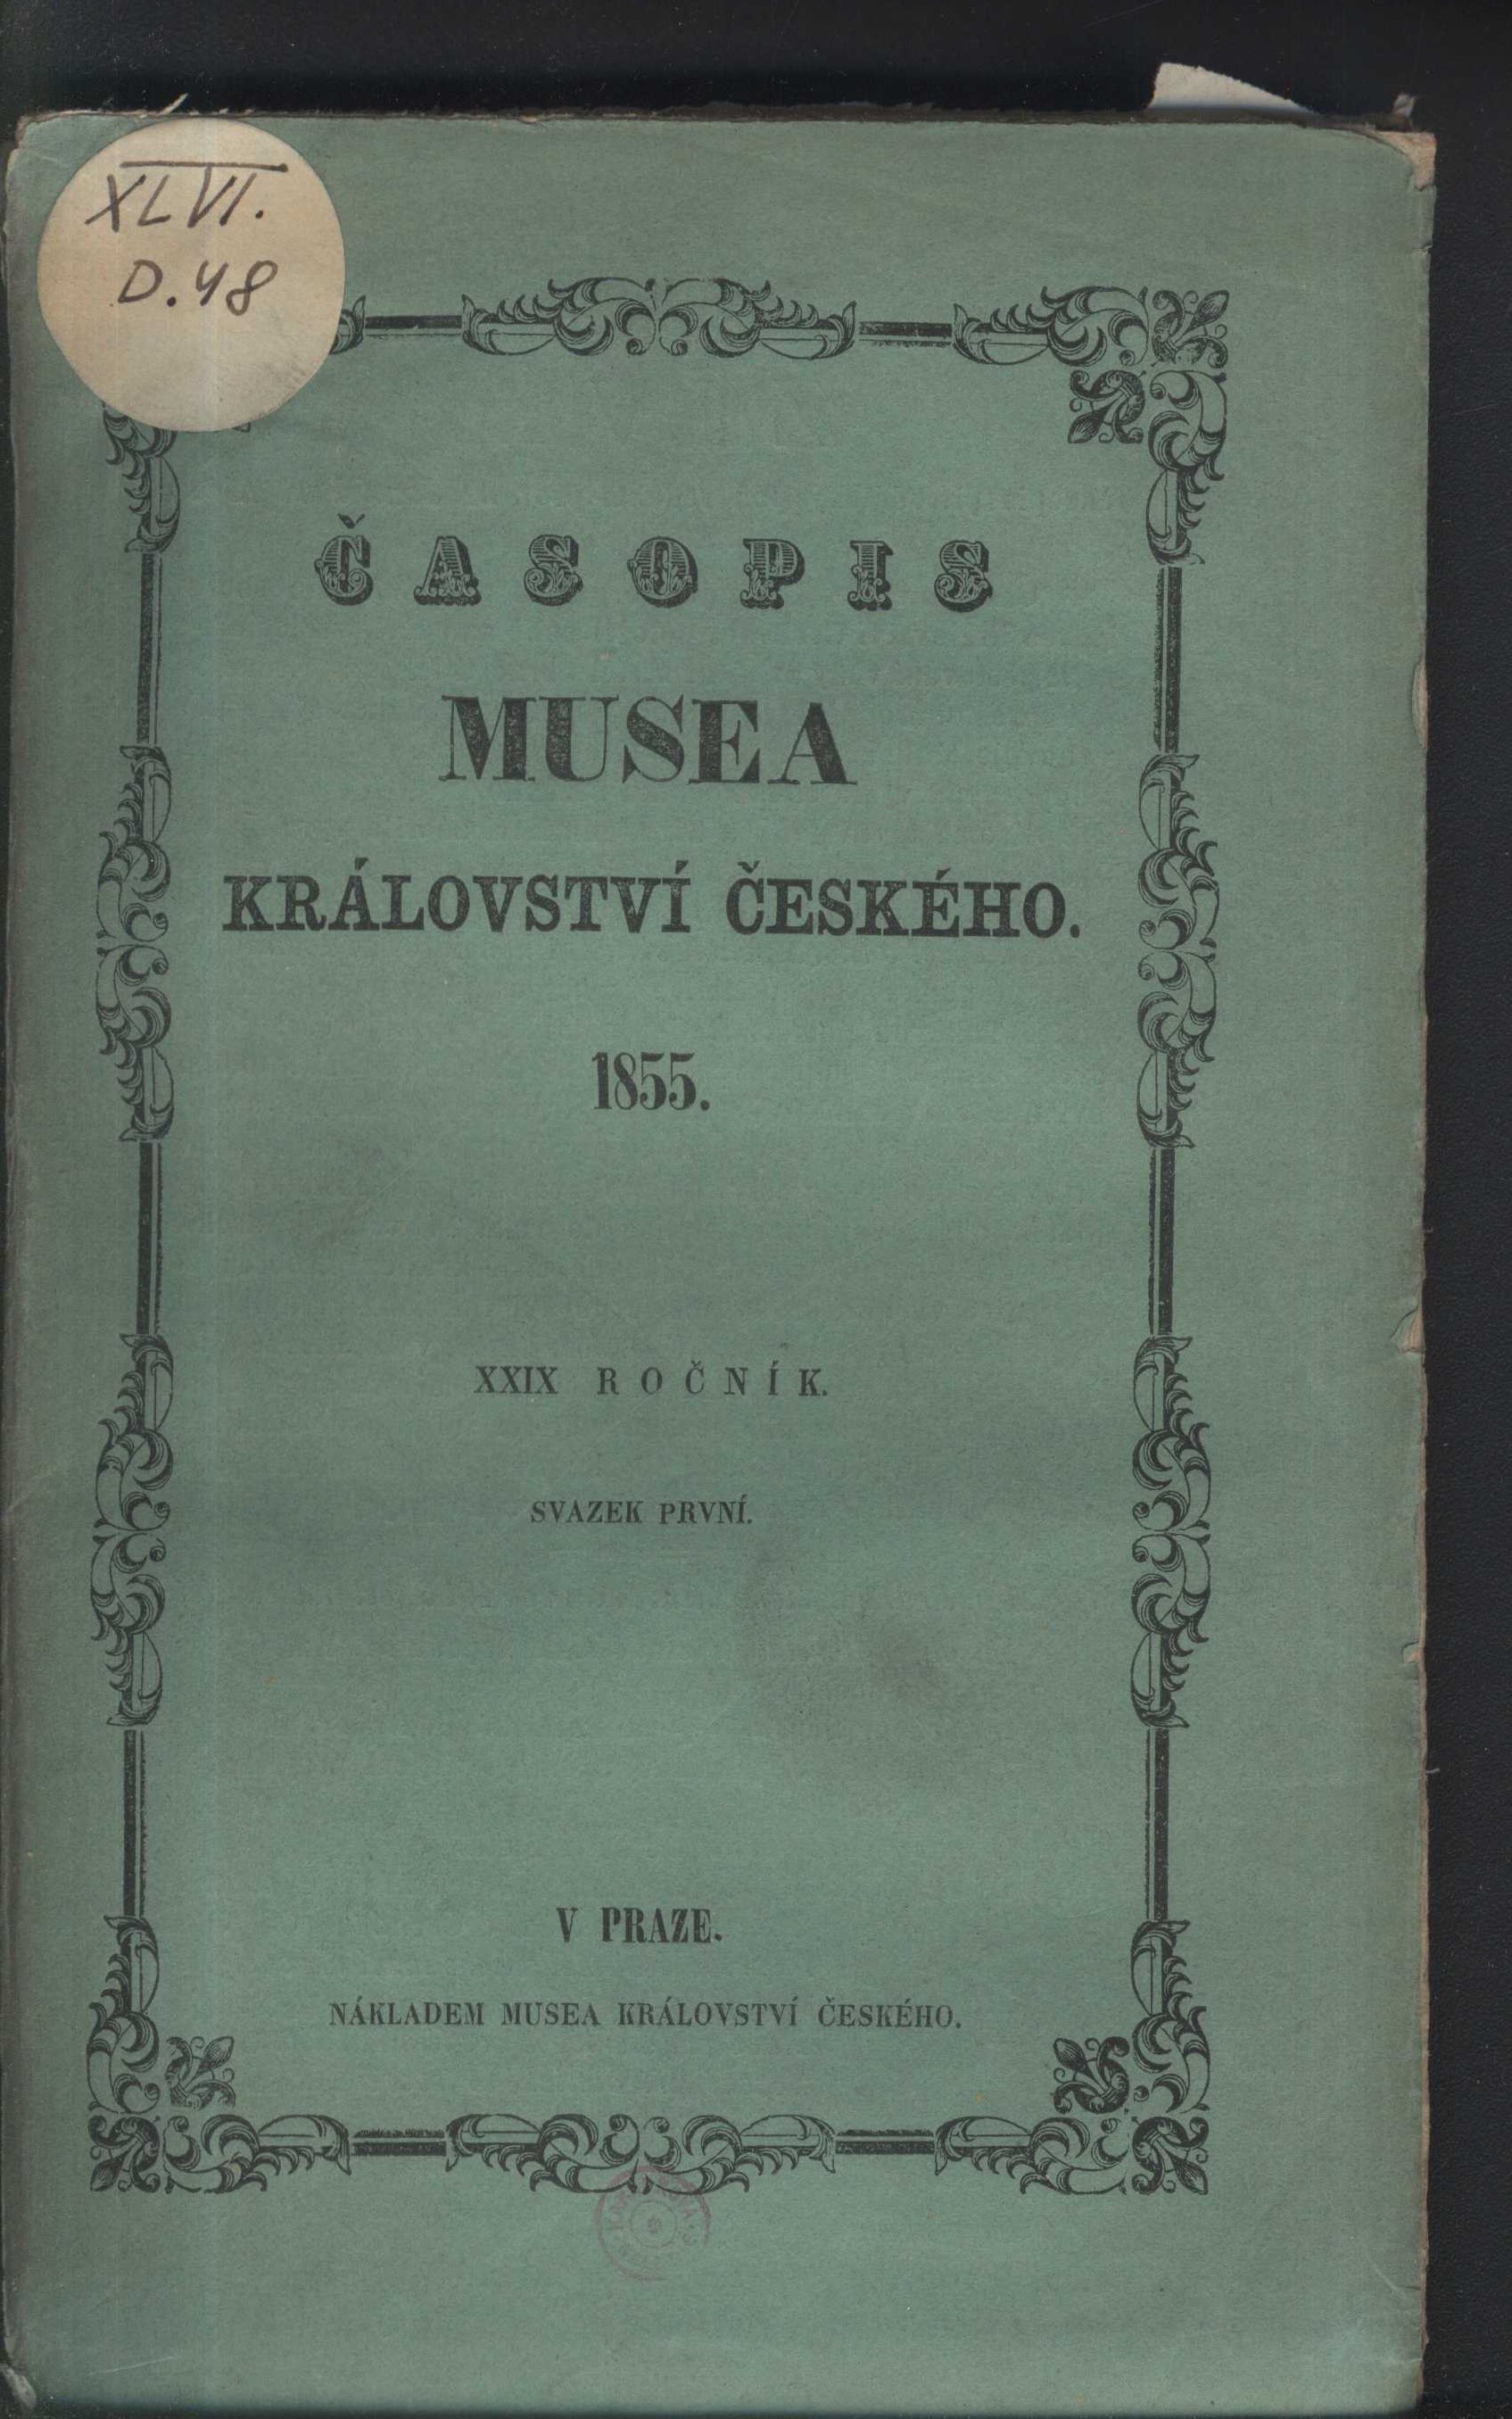 XLVI.
D.48
ČASOPIS
MUSEA
KRÁLOVSTVÍ ČESKÉHO.
1855.
XXIX ROČNÍK.
SVAZEK PRVNÍ.
V PRAZE.
NÁKLADEM MUSEA KRÁLOVSTVÍ ČESKÉHO.